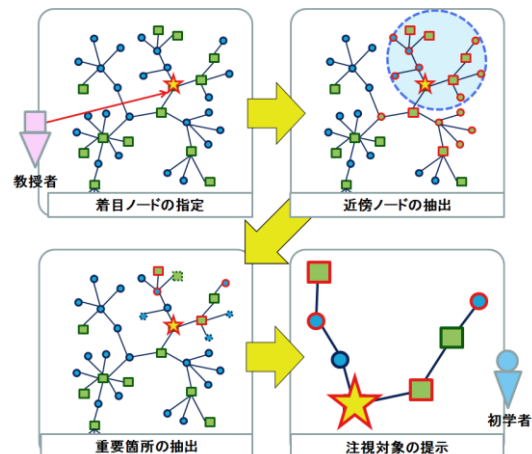 教授者
着目ノードの指定
近傍ノードの抽出
重要箇所の抽出
注視対象の提示
初学者